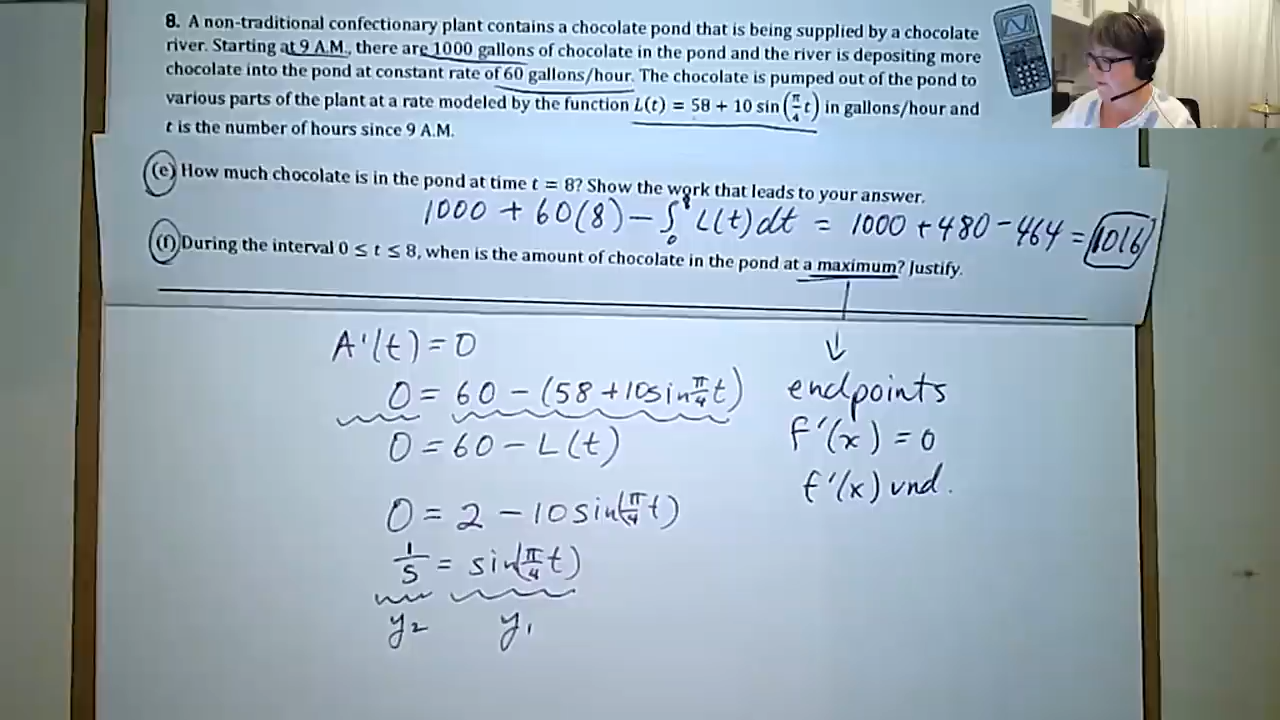 8. A non-traditional confectionary plant contains a chocolate pond that is being supplied by a chocolate
river. Starting at 9 A.M., there are 1000 gallons of chocolate in the pond and the river is depositing more
chocolate into the pond at constant rate of 60 gallons/hour. The chocolate is pumped out of the pond to
various parts of the plant at a rate modeled by the function L(t) = 58 + 10 sin(π/4 t) in gallons/hour and
t is the number of hours since 9 A.M.
(e) How much chocolate is in the pond at time t = 8? Show the work that leads to your answer.
1000 + 60(8) − ∫₀⁸ L(t) dt = 1000 + 480 − 464 = 1016
(f) During the interval 0 ≤ t ≤ 8, when is the amount of chocolate in the pond at a maximum? Justify.
A'(t) = 0
0 = 60 − (58 + 10 sin π/4 t)
endpoints
0 = 60 − L(t)
f'(x) = 0
f'(x) und.
0 = 2 − 10 sin(π/4 t)
1/5 = sin(π/4 t)
y₂ y₁